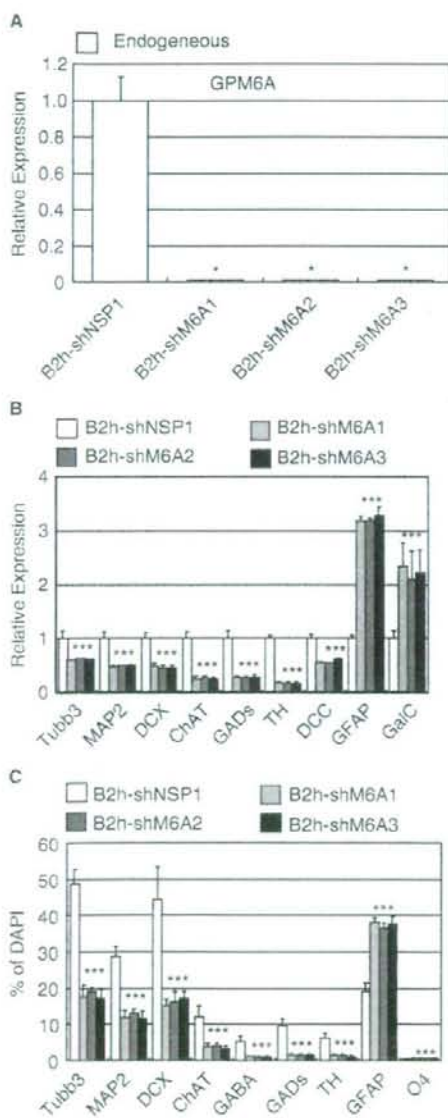 A
Endogeneous
GPM6A
Relative Expression
1.2
1.0
0.8
0.6
0.4
0.2
0
*
*
*
B2h-shNSP1
B2h-shM6A1
B2h-shM6A2
B2h-shM6A3
B
B2h-shNSP1
B2h-shM6A1
B2h-shM6A2
B2h-shM6A3
Relative Expression
4
3
2
1
0
***
***
***
***
***
***
***
***
***
Tubb3
MAP2
DCX
ChAT
GADs
TH
DCC
GFAP
GalC
C
B2h-shNSP1
B2h-shM6A1
B2h-shM6A2
B2h-shM6A3
% of DAPI
60
50
40
30
20
10
0
***
***
***
***
***
***
***
***
***
Tubb3
MAP2
DCX
ChAT
GABA
GADs
TH
GFAP
O4